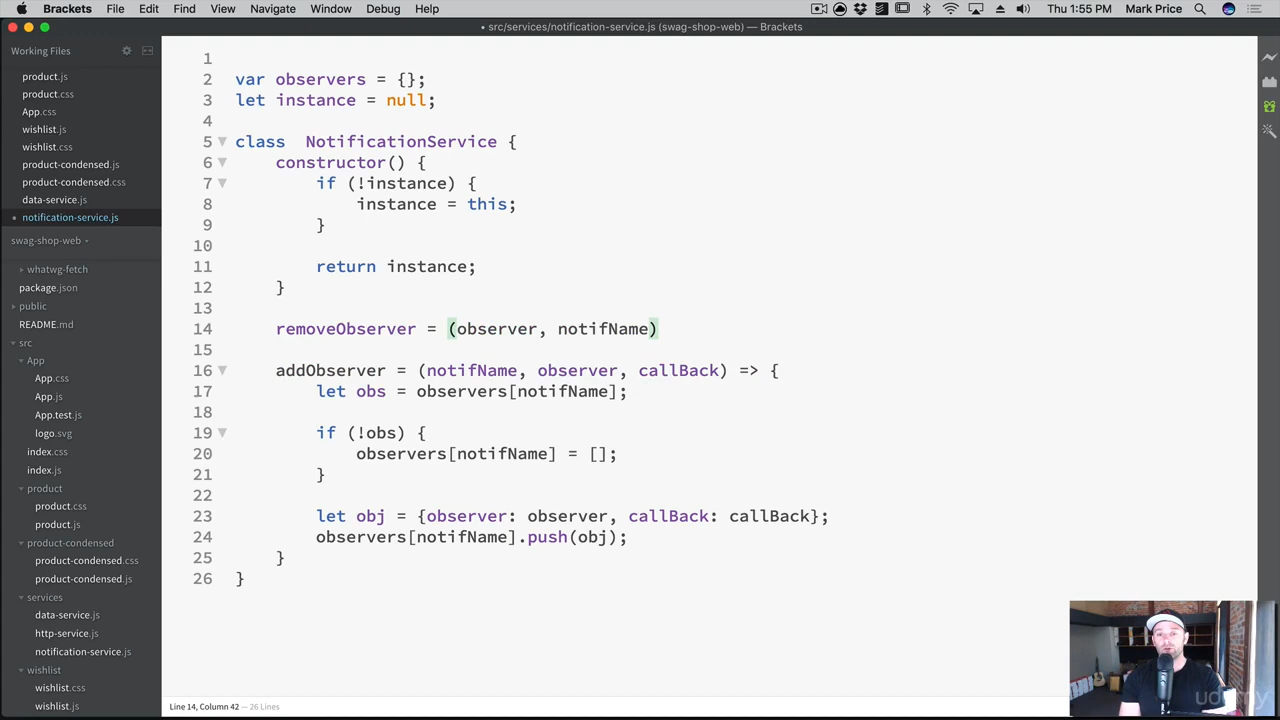 Brackets File Edit Find View Navigate Window Debug Help Thu 1:55 PM Mark Price
• src/services/notification-service.js (swag-shop-web) — Brackets
Working Files
product.js
product.css
App.css
wishlist.js
wishlist.css
product-condensed.js
product-condensed.css
data-service.js
notification-service.js
swag-shop-web
whatwg-fetch
package.json
public
README.md
src
App
App.css
App.js
App.test.js
logo.svg
index.css
index.js
product
product.css
product.js
product-condensed
product-condensed.css
product-condensed.js
services
data-service.js
http-service.js
notification-service.js
wishlist
wishlist.css
wishlist.js
1
2 var observers = {};
3 let instance = null;
4
5 class  NotificationService {
6 constructor() {
7 if (!instance) {
8 instance = this;
9 }
10
11 return instance;
12 }
13
14 removeObserver = (observer, notifName)
15
16 addObserver = (notifName, observer, callBack) => {
17 let obs = observers[notifName];
18
19 if (!obs) {
20 observers[notifName] = [];
21 }
22
23 let obj = {observer: observer, callBack: callBack};
24 observers[notifName].push(obj);
25 }
26 }
Line 14, Column 42 — 26 Lines
udemy